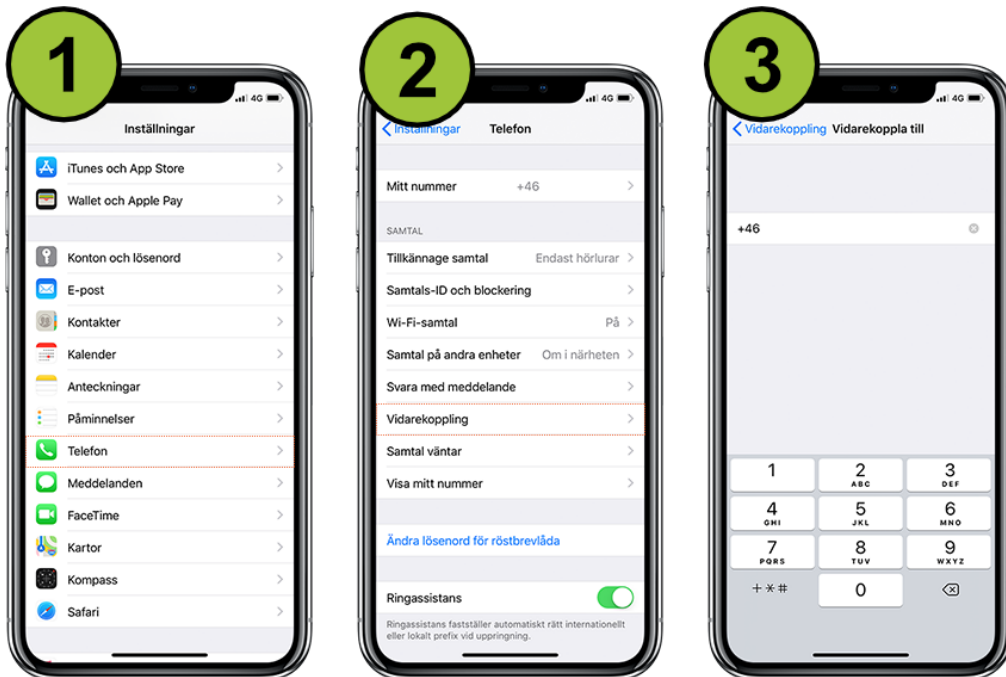 1
4G
Inställningar
iTunes och App Store
Wallet och Apple Pay
Konton och lösenord
E-post
Kontakter
Kalender
Anteckningar
Påminnelser
Telefon
Meddelanden
FaceTime
Kartor
Kompass
Safari
2
4G
Inställningar Telefon
Mitt nummer +46
SAMTAL
Tillkännage samtal Endast hörlurar
Samtals-ID och blockering
Wi-Fi-samtal På
Samtal på andra enheter Om i närheten
Svara med meddelande
Vidarekoppling
Samtal väntar
Visa mitt nummer
Ändra lösenord för röstbrevlåda
Ringassistans
Ringassistans fastställer automatiskt rätt internationellt
eller lokalt prefix vid uppringning.
3
4G
Vidarekoppling Vidarekoppla till
+46
1 2 3
ABC DEF
4 5 6
GHI JKL MNO
7 8 9
PQRS TUV WXYZ
+*# 0